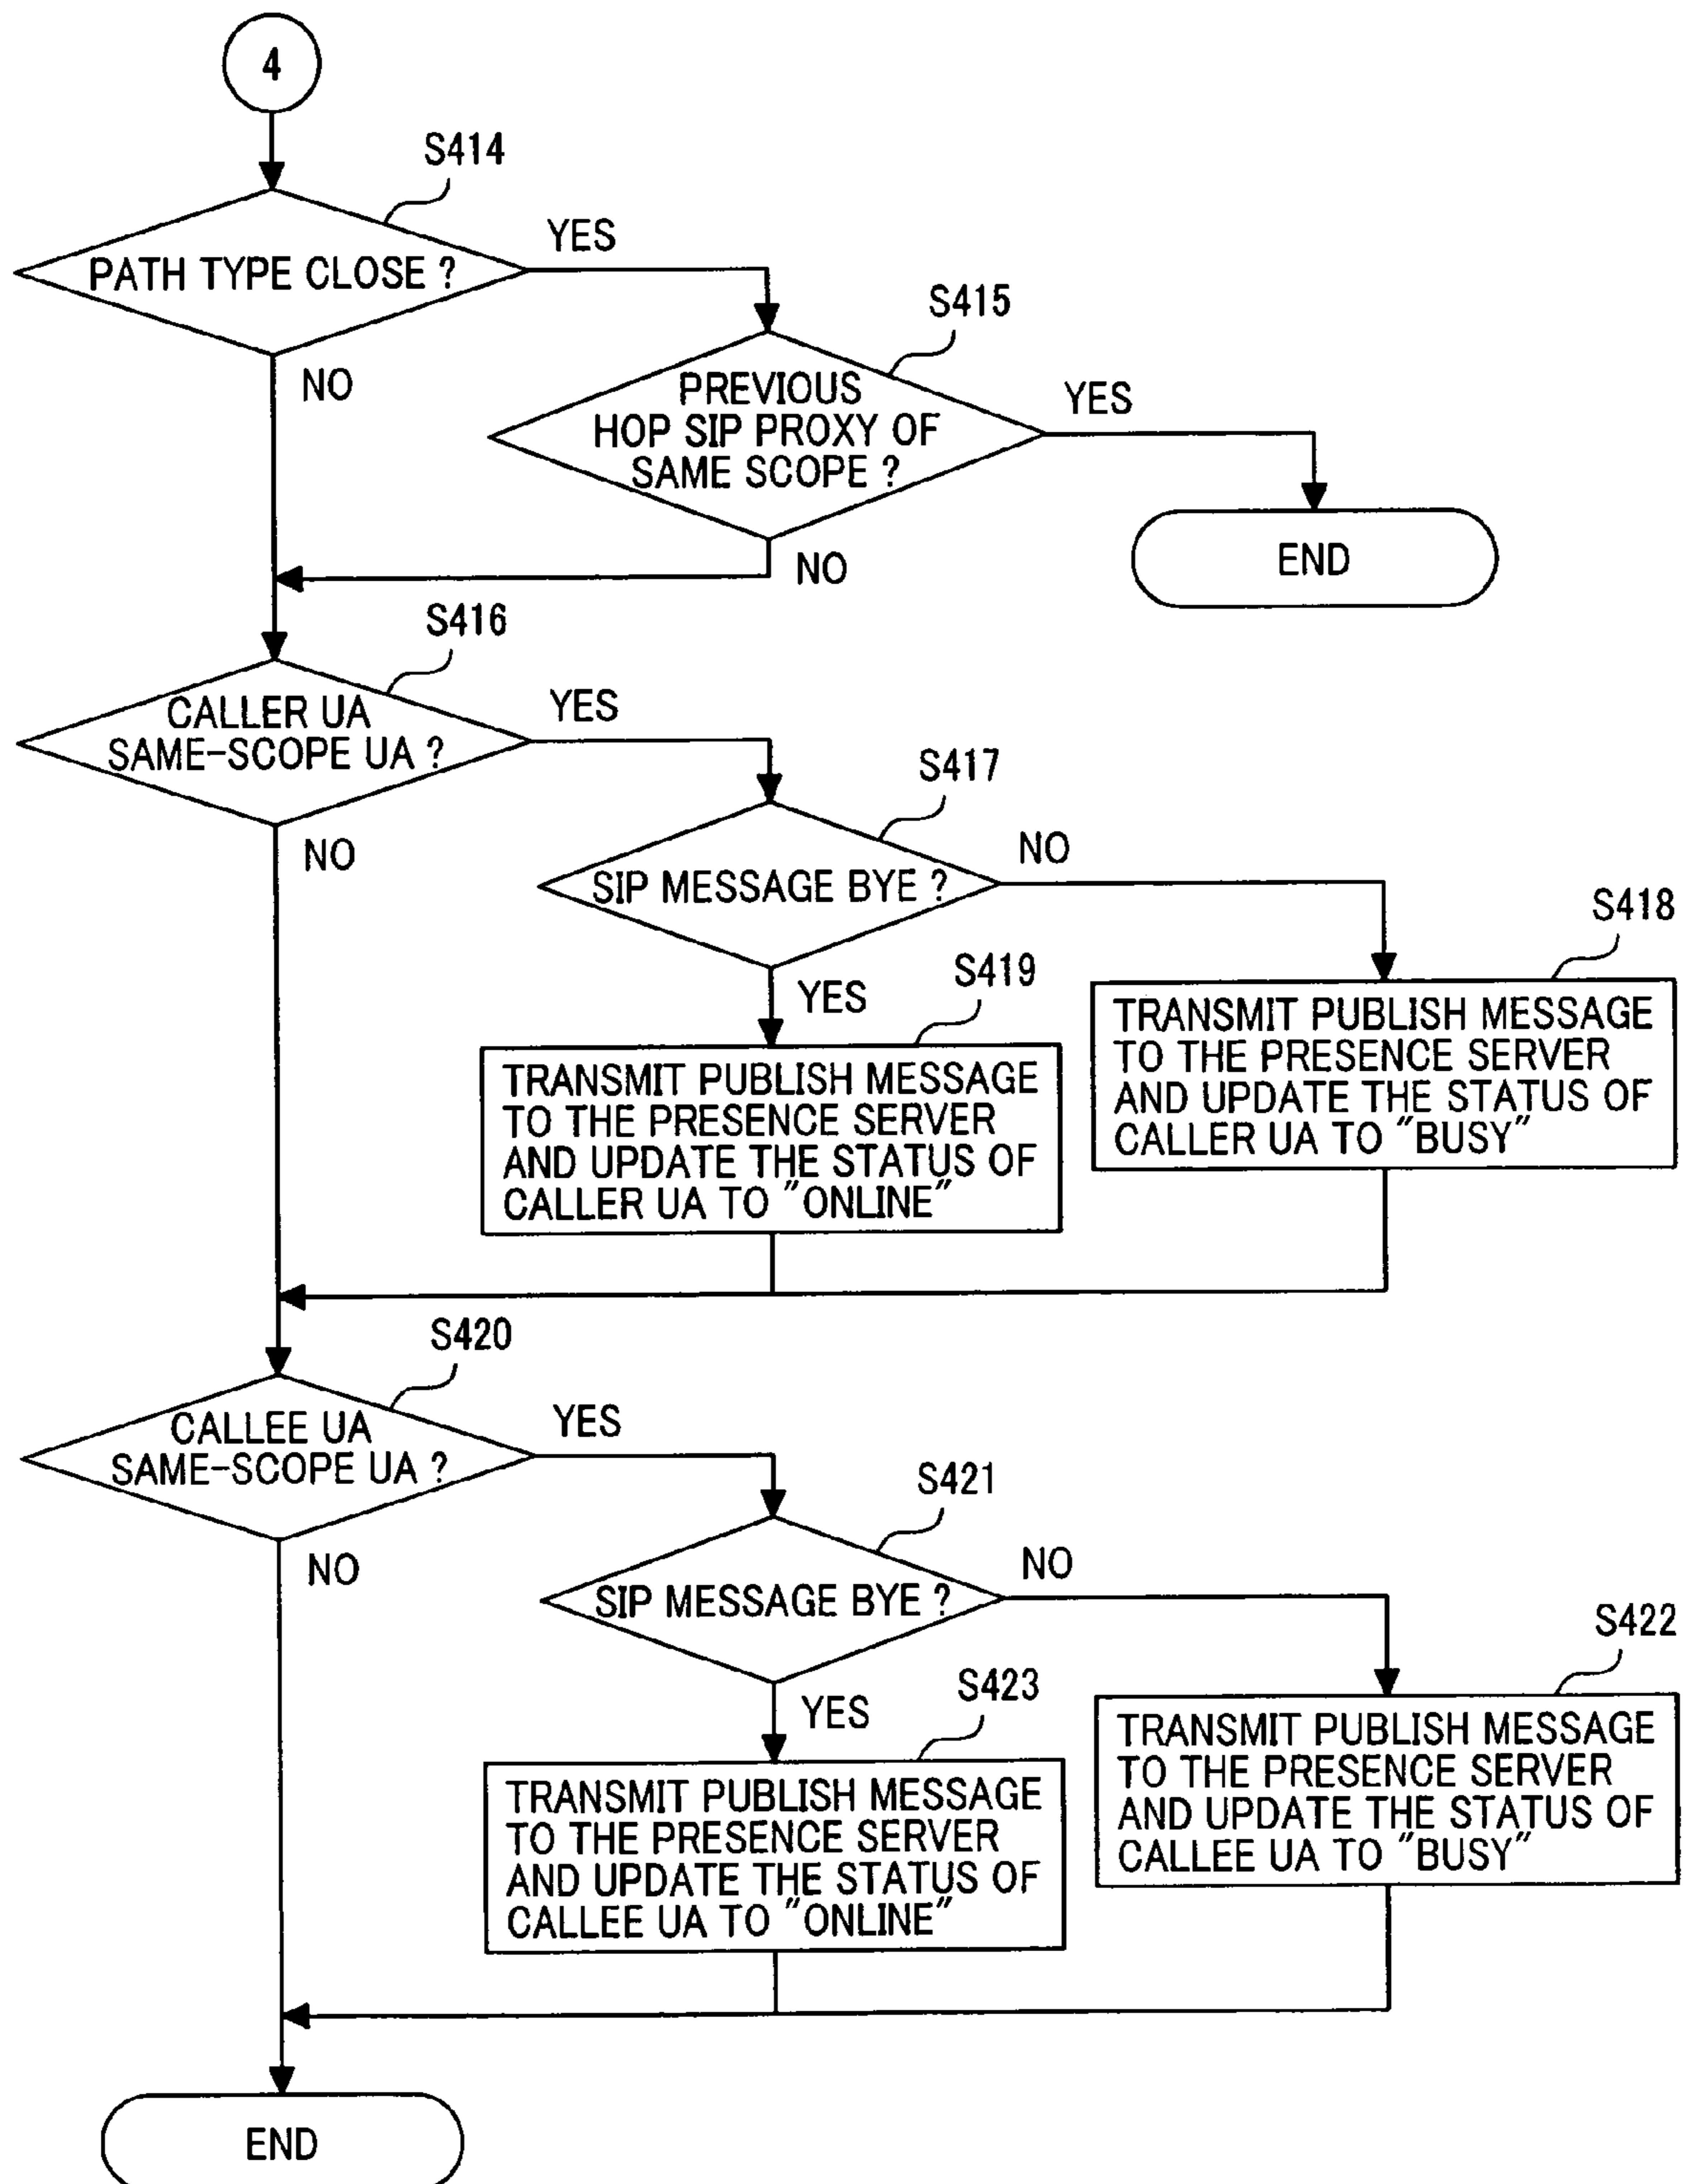 4
S414
PATH TYPE CLOSE ?
YES
NO
S415
PREVIOUS
HOP SIP PROXY OF
SAME SCOPE ?
YES
NO
END
S416
CALLER UA
SAME-SCOPE UA ?
YES
NO
S417
SIP MESSAGE BYE ?
NO
YES
S418
TRANSMIT PUBLISH MESSAGE
TO THE PRESENCE SERVER
AND UPDATE THE STATUS OF
CALLER UA TO "BUSY"
S419
TRANSMIT PUBLISH MESSAGE
TO THE PRESENCE SERVER
AND UPDATE THE STATUS OF
CALLER UA TO "ONLINE"
S420
CALLEE UA
SAME-SCOPE UA ?
YES
NO
S421
SIP MESSAGE BYE ?
NO
YES
S422
TRANSMIT PUBLISH MESSAGE
TO THE PRESENCE SERVER
AND UPDATE THE STATUS OF
CALLEE UA TO "BUSY"
S423
TRANSMIT PUBLISH MESSAGE
TO THE PRESENCE SERVER
AND UPDATE THE STATUS OF
CALLEE UA TO "ONLINE"
END